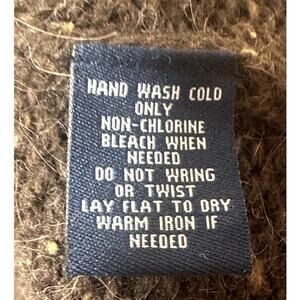 HAND WASH COLD
ONLY
NON-CHLORINE
BLEACH WHEN
NEEDED
DO NOT WRING
OR TWIST
LAY FLAT TO DRY
WARM IRON IF
NEEDED